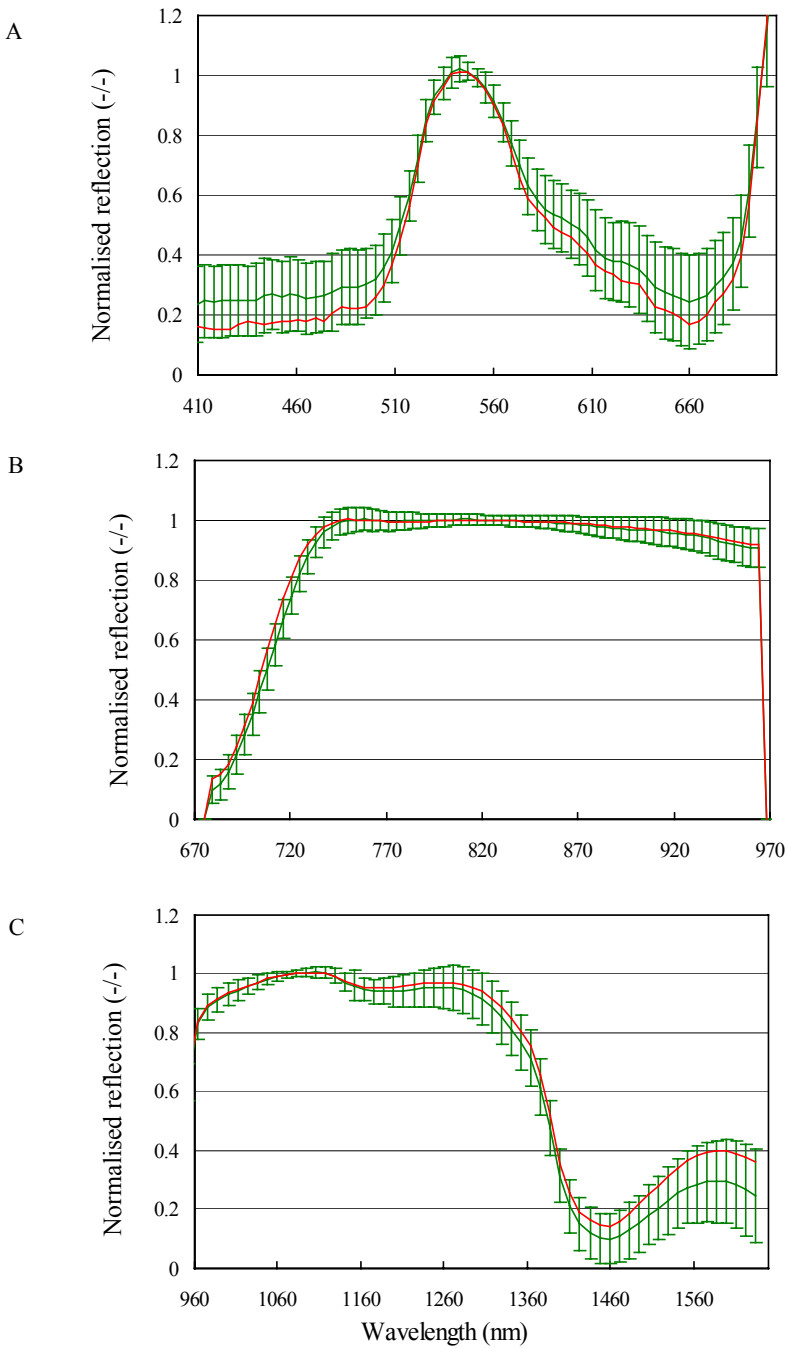 A
Normalised reflection (-/-)
1.2
1
0.8
0.6
0.4
0.2
0
410 460 510 560 610 660
B
Normalised reflection (-/-)
1.2
1
0.8
0.6
0.4
0.2
0
670 720 770 820 870 920 970
C
Normalised reflection (-/-)
1.2
1
0.8
0.6
0.4
0.2
0
960 1060 1160 1260 1360 1460 1560
Wavelength (nm)